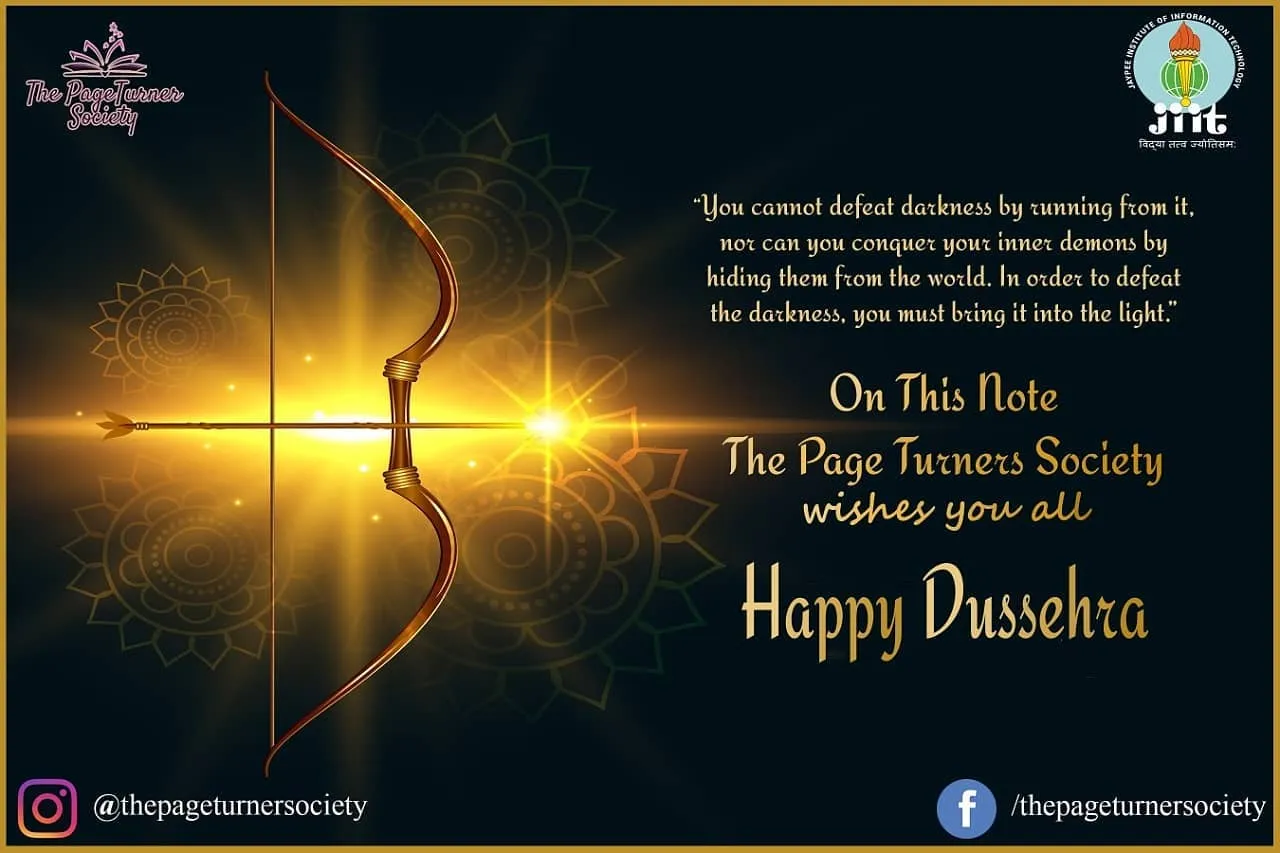 The PageTurner
Society
JAYPEE INSTITUTE OF INFORMATION TECHNOLOGY
jiit
विद्या तत्व ज्योतिसम:
“You cannot defeat darkness by running from it,
nor can you conquer your inner demons by
hiding them from the world. In order to defeat
the darkness, you must bring it into the light.”
On This Note
The Page Turners Society
wishes you all
Happy Dussehra
@thepageturnersociety
f /thepageturnersociety